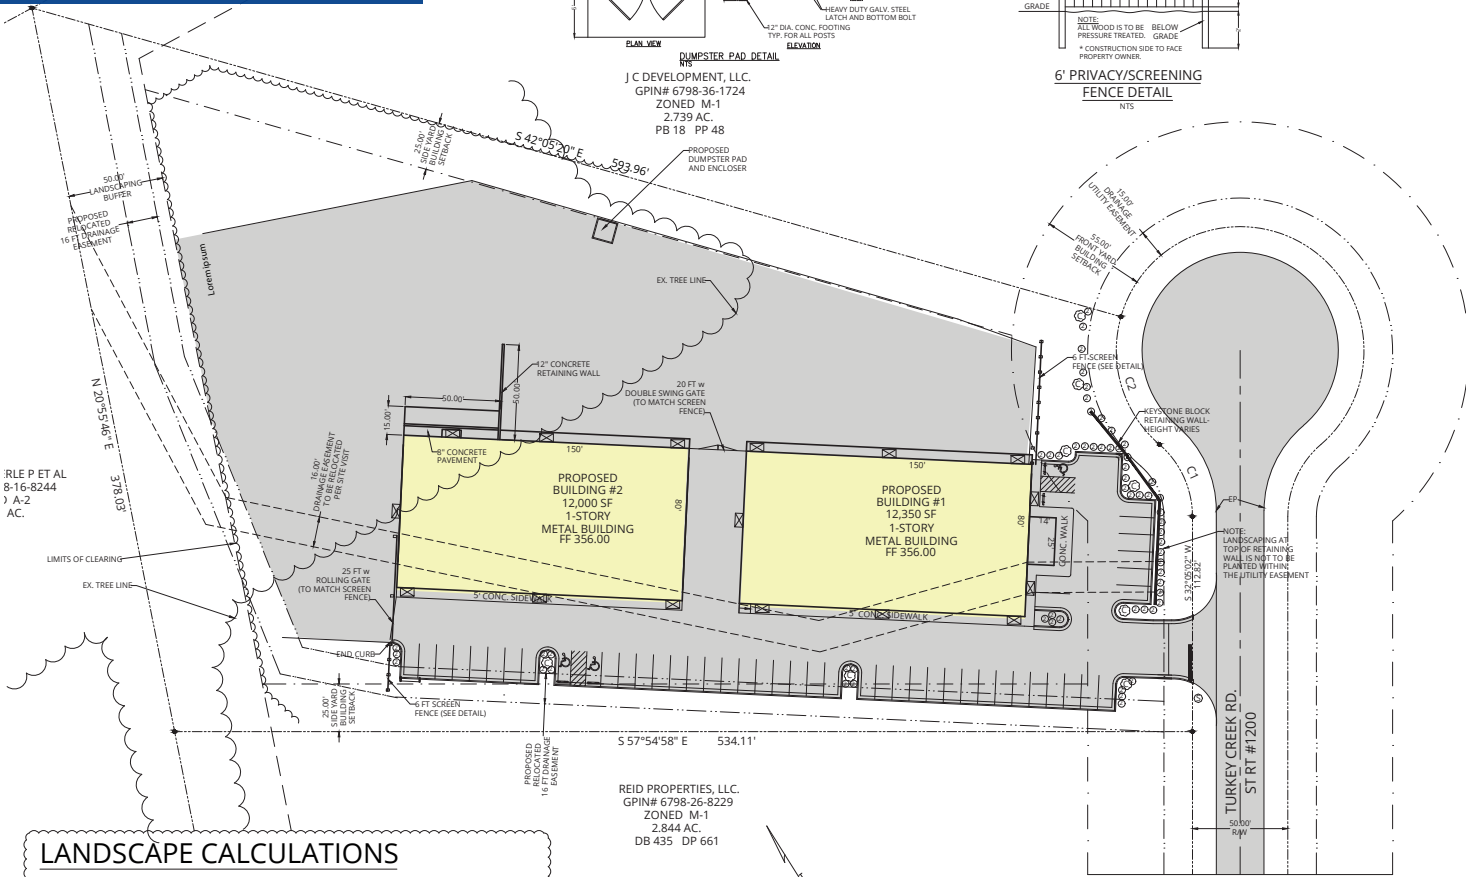 HEAVY DUTY GALV. STEEL
LATCH AND BOTTOM BOLT
12" DIA. CONC. FOOTING
TYP. FOR ALL POSTS
PLAN VIEW
ELEVATION
DUMPSTER PAD DETAIL
NTS
GRADE
NOTE:
ALL WOOD IS TO BE
PRESSURE TREATED.
BELOW
GRADE
* CONSTRUCTION SIDE TO FACE
PROPERTY OWNER.
6' PRIVACY/SCREENING
FENCE DETAIL
NTS
J C DEVELOPMENT, LLC.
GPIN# 6798-36-1724
ZONED M-1
2.739 AC.
PB 18 PP 48
S 42°05'20" E 593.96'
25.00'
SIDE YARD
BUILDING
SETBACK
PROPOSED
DUMPSTER PAD
AND ENCLOSER
50.00'
LANDSCAPING
BUFFER
PROPOSED
RELOCATED
16 FT DRAINAGE
EASEMENT
Loremipsum
15.00'
DRAINAGE
UTILITY EASEMENT
55.00'
FRONT YARD
BUILDING
SETBACK
EX. TREE LINE
12" CONCRETE
RETAINING WALL
50.00'
50.00'
15.00'
20 FT w
DOUBLE SWING GATE
(TO MATCH SCREEN
FENCE)
6 FT SCREEN
FENCE (SEE DETAIL)
C2
KEYSTONE BLOCK
RETAINING WALL-
HEIGHT VARIES
C1
N 20°55'46" E 378.03'
16.00'
DRAINAGE EASEMENT
TO BE RELOCATED
PER SITE VISIT
8" CONCRETE
PAVEMENT
150'
PROPOSED
BUILDING #2
12,000 SF
1-STORY
METAL BUILDING
FF 356.00
80'
150'
PROPOSED
BUILDING #1
12,350 SF
1-STORY
METAL BUILDING
FF 356.00
80'
14'
25'
CONC. WALK
EP
NOTE:
LANDSCAPING AT
TOP OF RETAINING
WALL IS NOT TO BE
PLANTED WITHIN
THE UTILITY EASEMENT
S 32°05'02" W
112.82'
ERLE P ET AL
8-16-8244
A-2
AC.
LIMITS OF CLEARING
EX. TREE LINE
25 FT w
ROLLING GATE
(TO MATCH SCREEN
FENCE)
5' CONC. SIDEWALK
5' CONC. SIDEWALK
END CURB
25.00'
SIDE YARD
BUILDING
SETBACK
6 FT SCREEN
FENCE (SEE DETAIL)
PROPOSED
RELOCATED
16 FT DRAINAGE
EASEMENT
S 57°54'58" E 534.11'
TURKEY CREEK RD.
ST RT #1200
50.00'
R/W
REID PROPERTIES, LLC.
GPIN# 6798-26-8229
ZONED M-1
2.844 AC.
DB 435 DP 661
LANDSCAPE CALCULATIONS